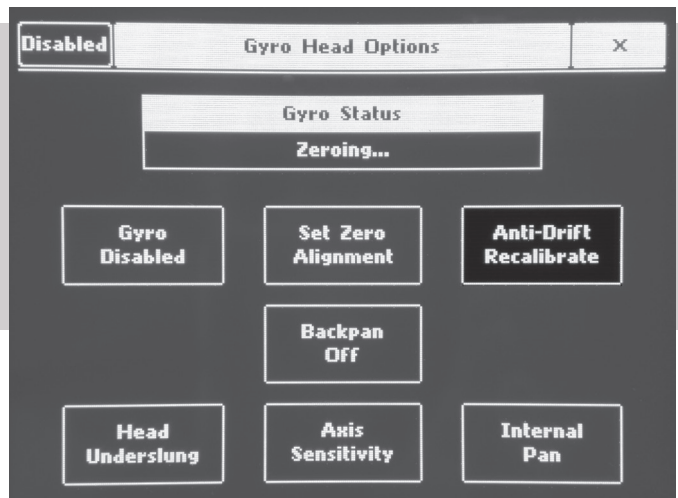 Disabled
Gyro Head Options
X
Gyro Status
Zeroing...
Gyro
Disabled
Set Zero
Alignment
Anti-Drift
Recalibrate
Backpan
Off
Head
Underslung
Axis
Sensitivity
Internal
Pan